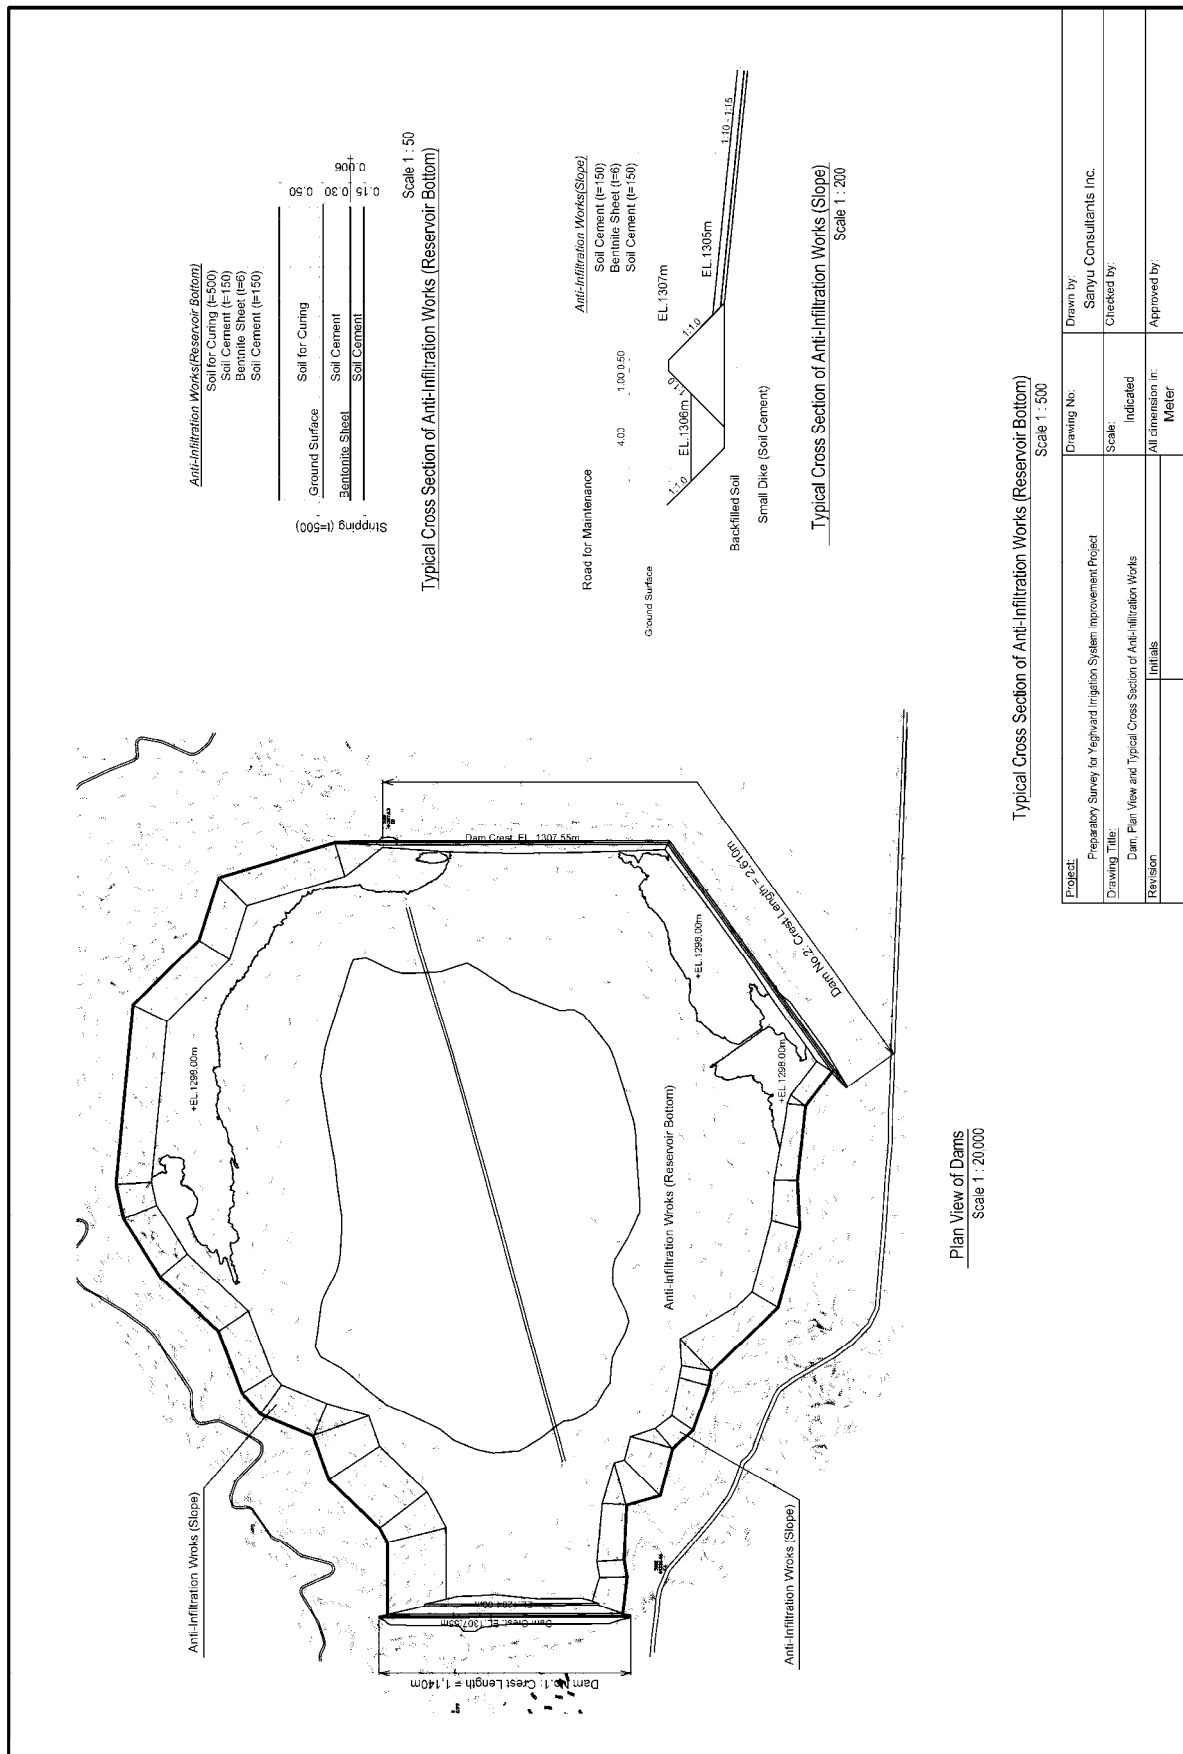 Anti-Infiltration Wroks (Slope)
Anti-Infiltration Wroks (Slope)
Anti-Infiltration Wroks (Reservoir Bottom)
Dam No.1: Crest Length = 1,140m
Dam Crest: EL. 1307.55m
Dam Crest: EL. 1307.55m
Dam No.2: Crest Length = 2,610m
+EL.1298.00m
+EL.1298.00m
+EL.1298.00m
Plan View of Dams
Scale 1 : 20,000
Anti-Infiltration Works(Reservoir Bottom)
Soil for Curing (t=500)
Soil Cement (t=150)
Bentnite Sheet (t=6)
Soil Cement (t=150)
Stripping (t=500)
Ground Surface
Soil for Curing
Soil Cement
Bentonite Sheet
Soil Cement
0.50
0.30
0.15
0.15
0.006
Scale 1 : 50
Typical Cross Section of Anti-Infiltration Works (Reservoir Bottom)
Anti-Infiltration Works(Slope)
Soil Cement (t=150)
Bentnite Sheet (t=6)
Soil Cement (t=150)
Road for Maintenance
4.00
1.00 0.50
Ground Surface
EL.1307m
EL.1306m
EL.1305m
1:1.0
1:1.0
1:1.0
1:10 - 1:15
Backfilled Soil
Small Dike (Soil Cement)
Typical Cross Section of Anti-Infiltration Works (Slope)
Scale 1 : 200
Typical Cross Section of Anti-Infiltration Works (Reservoir Bottom)
Scale 1 : 500
Project:
Preparatory Survey for Yeghvard Irrigation System Improvement Project
Drawing Title:
Dam, Plan View and Typical Cross Section of Anti-Infiltration Works
Revision
Initials
Drawing No:
Scale:
Indicated
All dimension in:
Meter
Drawn by:
Sanyu Consultants Inc.
Checked by:
Approved by: